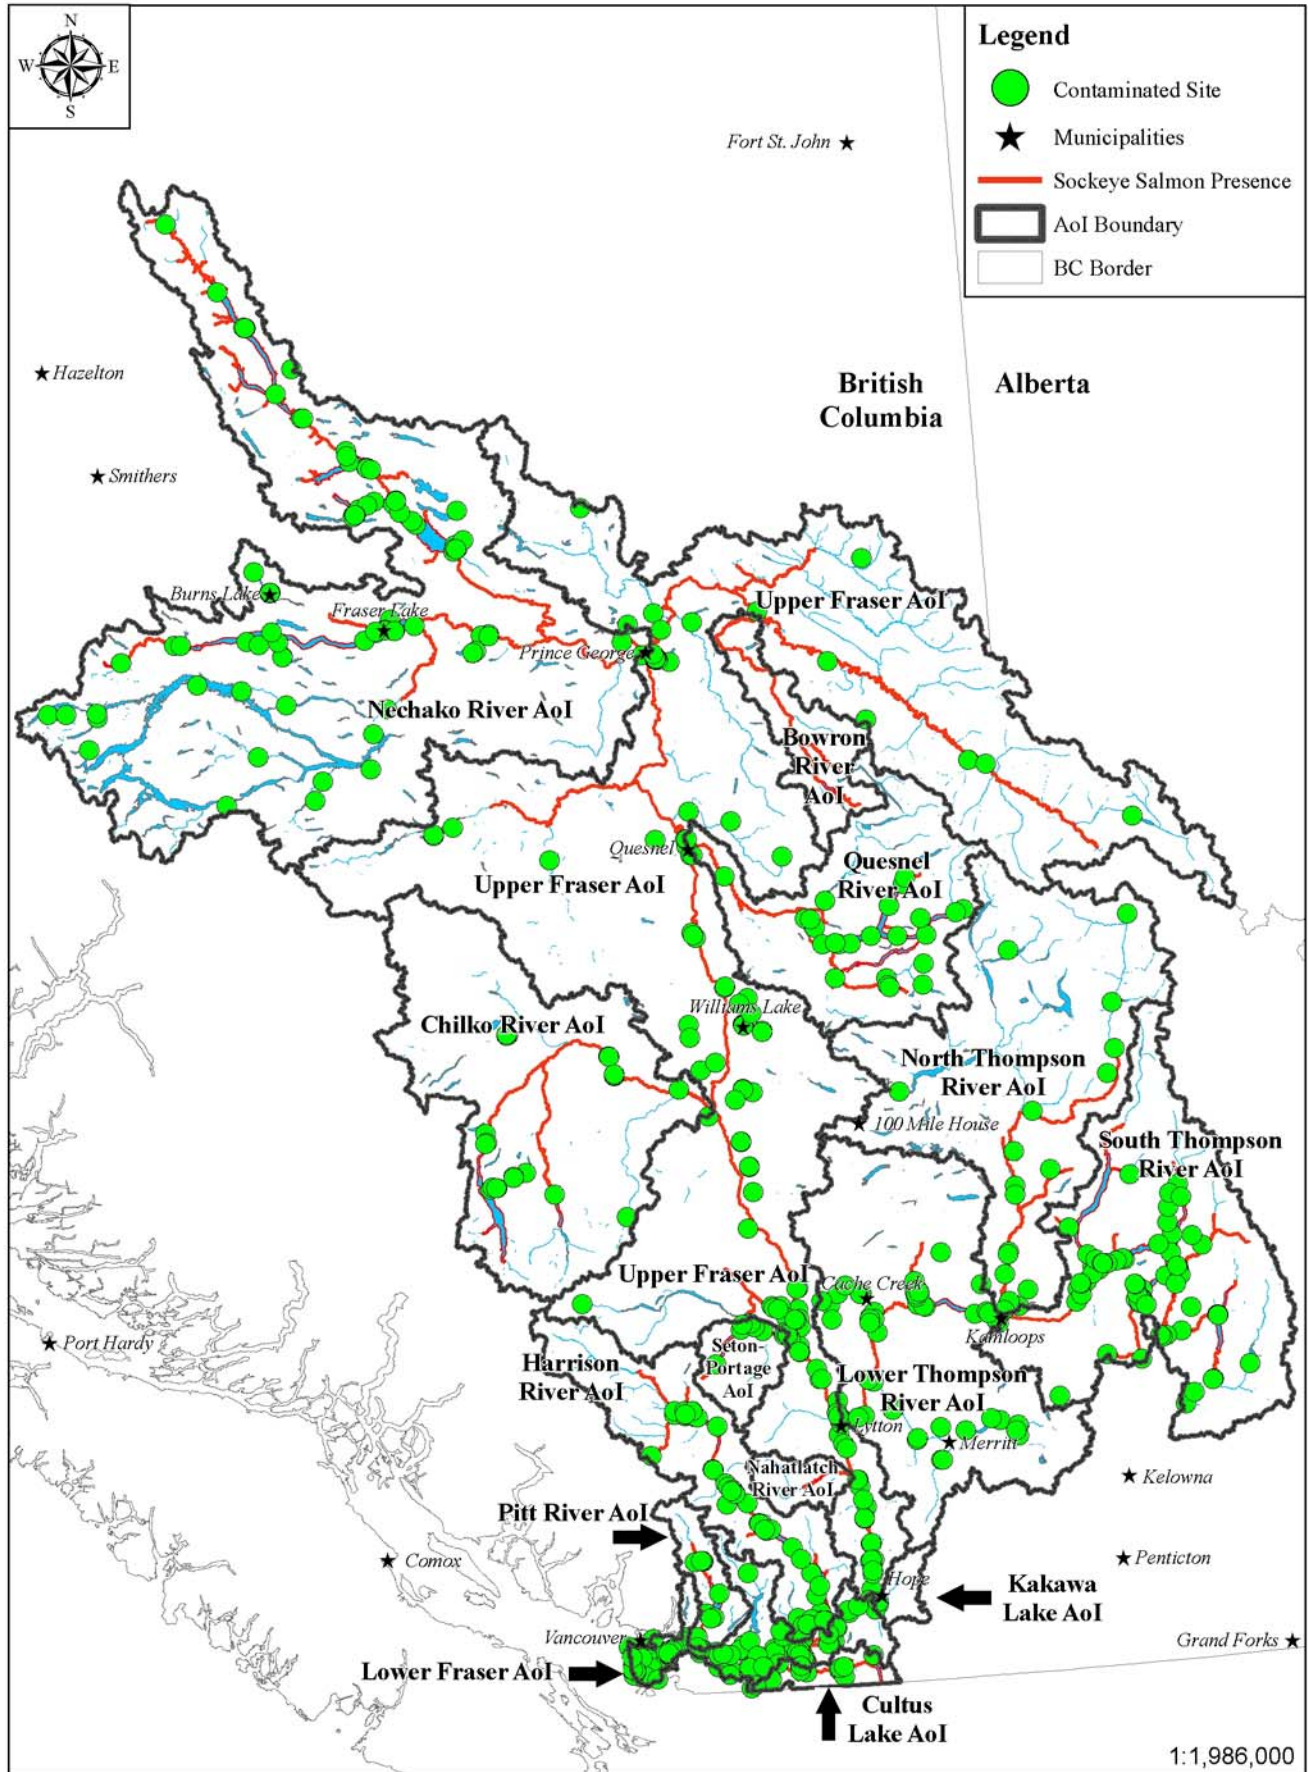 N
W
E
S
Legend
Contaminated Site
Municipalities
Sockeye Salmon Presence
AoI Boundary
BC Border
Fort St. John
Hazelton
British
Columbia
Alberta
Smithers
Burns Lake
Fraser Lake
Upper Fraser AoI
Prince George
Nechako River AoI
Bowron
River
AoI
Quesnel
Upper Fraser AoI
Quesnel
River AoI
Williams Lake
Chilko River AoI
North Thompson
River AoI
100 Mile House
South Thompson
River AoI
Upper Fraser AoI
Cache Creek
Port Hardy
Kamloops
Harrison
River AoI
Seton-
Portage
AoI
Lower Thompson
River AoI
Lytton
Merritt
Nahatlatch
River AoI
Kelowna
Pitt River AoI
Comox
Penticton
Hope
Kakawa
Lake AoI
Vancouver
Grand Forks
Lower Fraser AoI
Cultus
Lake AoI
1:1,986,000